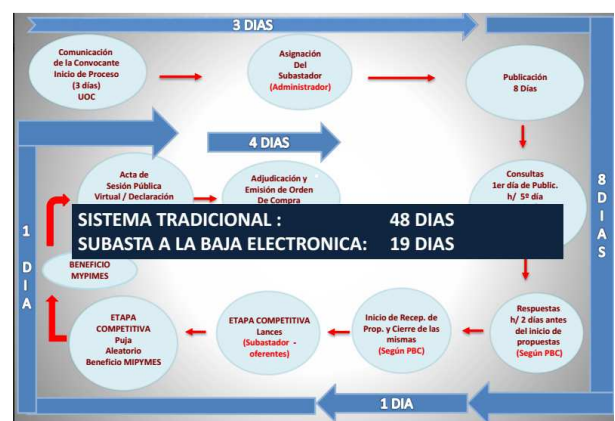 3 DIAS
Comunicación
de la Convocante
Inicio de Proceso
(3 días)
UOC
Asignación
Del
Subastador
(Administrador)
Publicación
8 Días
4 DIAS
Acta de
Sesión Pública
Virtual / Declaración
Adjudicación y
Emisión de Orden
De Compra
Consultas
1er día de Public.
h/ 5º día
8 DIAS
SISTEMA TRADICIONAL : 48 DIAS
SUBASTA A LA BAJA ELECTRONICA: 19 DIAS
1 DIA
BENEFICIO
MYPIMES
ETAPA
COMPETITIVA
Puja
Aleatorio
Beneficio MIPYMES
ETAPA COMPETITIVA
Lances
(Subastador -
oferentes)
Inicio de Recep. de
Prop. y Cierre de las
mismas
(Según PBC)
Respuestas
h/ 2 días antes
del inicio de
propuestas
(Según PBC)
1 DIA